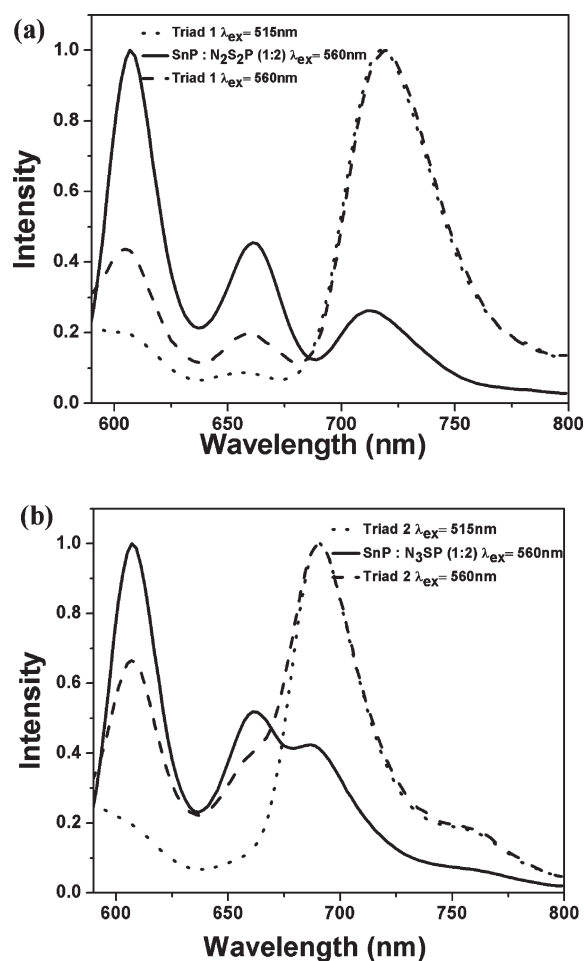 (a)
Triad 1 λex= 515nm
SnP : N2S2P (1:2) λex= 560nm
Triad 1 λex= 560nm
Intensity
1.0
0.8
0.6
0.4
0.2
0.0
600 650 700 750 800
Wavelength (nm)
(b)
Triad 2 λex= 515nm
SnP : N3SP (1:2) λex= 560nm
Triad 2 λex= 560nm
Intensity
1.0
0.8
0.6
0.4
0.2
0.0
600 650 700 750 800
Wavelength (nm)